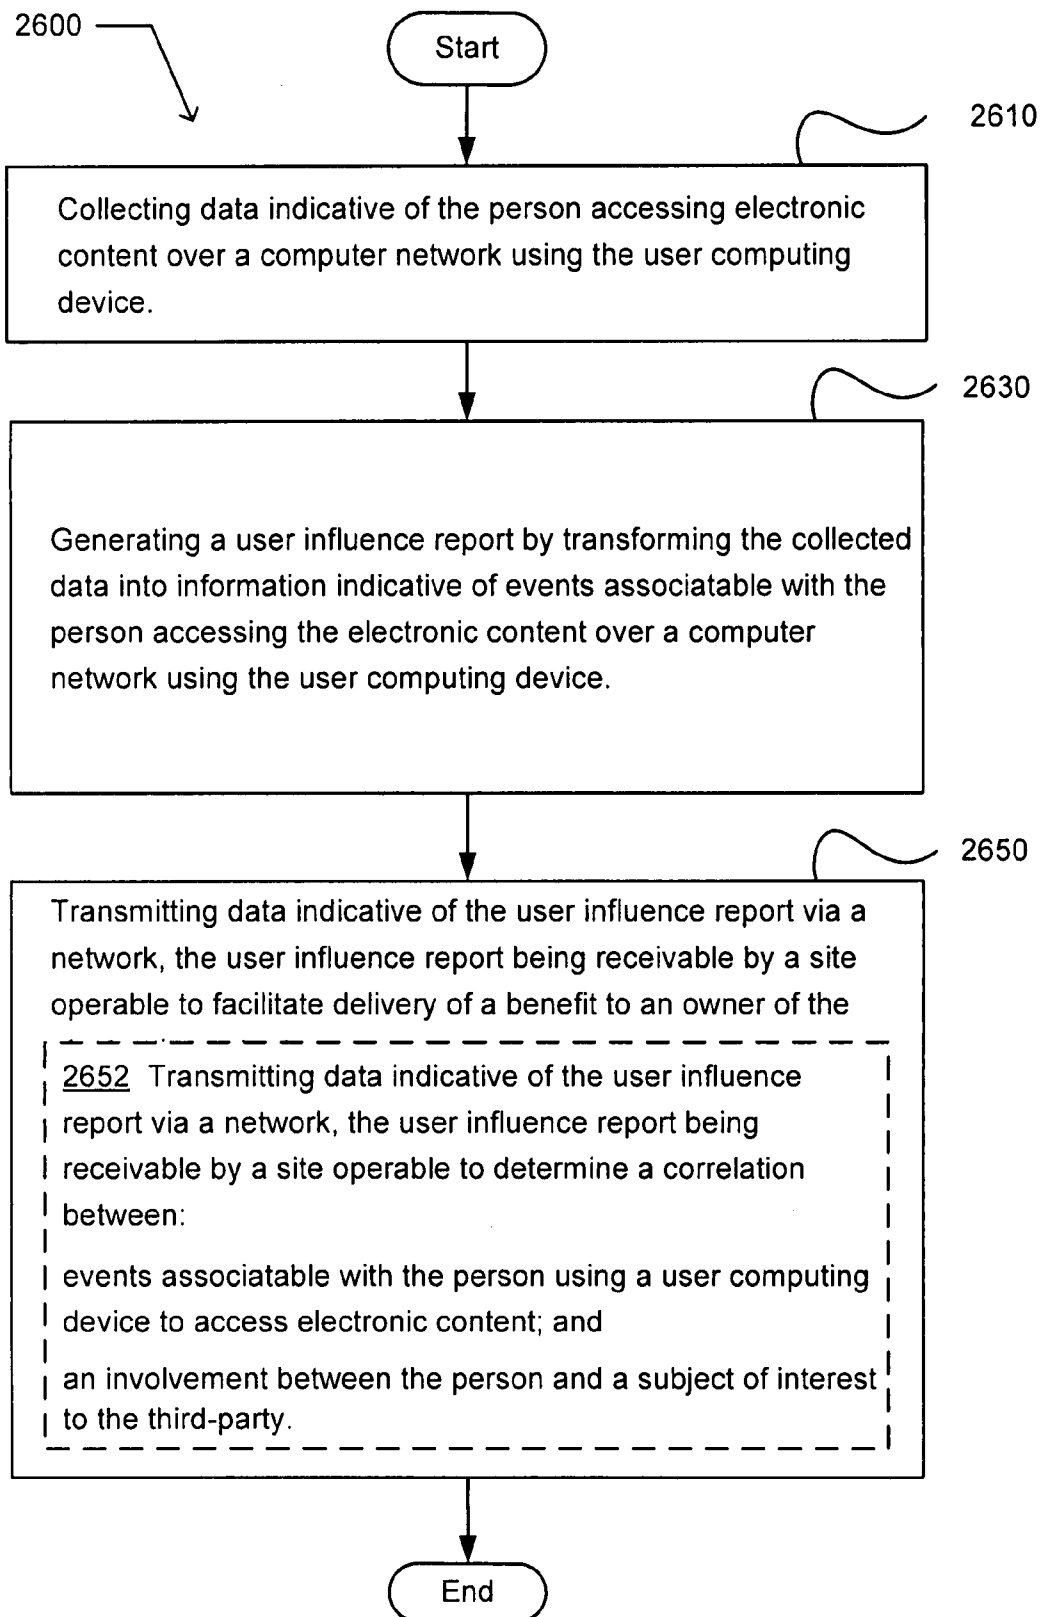 2600
Start
2610
Collecting data indicative of the person accessing electronic
content over a computer network using the user computing
device.
2630
Generating a user influence report by transforming the collected
data into information indicative of events associatable with the
person accessing the electronic content over a computer
network using the user computing device.
2650
Transmitting data indicative of the user influence report via a
network, the user influence report being receivable by a site
operable to facilitate delivery of a benefit to an owner of the
2652 Transmitting data indicative of the user influence
report via a network, the user influence report being
receivable by a site operable to determine a correlation
between:
events associatable with the person using a user computing
device to access electronic content; and
an involvement between the person and a subject of interest
to the third-party.
End